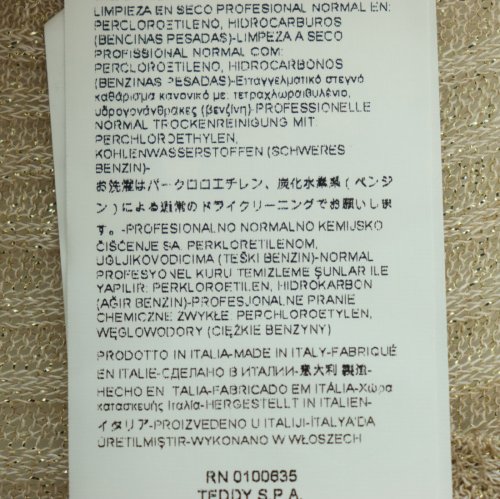 LIMPIEZA EN SECO PROFESIONAL NORMAL EN:
PERCLOROETILENO, HIDROCARBUROS
(BENCINAS PESADAS)-LIMPEZA A SECO
PROFISSIONAL NORMAL COM:
PERCLOROETILENO, HIDROCARBONOS
(BENZINAS PESADAS)-Επαγγελματικό στεγνό
καθάρισμα κανονικό με: τετραχλωραιθυλένιο,
υδρογονάνθρακες (βενζίνη)-PROFESSIONELLE
NORMAL TROCKENREINIGUNG MIT:
PERCHLOROETHYLEN,
KOHLENWASSERSTOFFEN (SCHWERES
BENZIN)-
お洗濯はパークロロエチレン、炭化水素系(ベンジ
ン)による通常のドライクリーニングでお願いしま
す。-PROFESIONALNO NORMALNO KEMIJSKO
ČIŠĆENJE SA: PERKLORETILENOM,
UGLJIKOVODICIMA (TEŠKI BENZIN)-NORMAL
PROFESYONEL KURU TEMIZLEME ŞUNLAR ILE
YAPILIR: PERKLOROETILEN, HIDROKARBON
(AĞIR BENZIN)-PROFESJONALNE PRANIE
CHEMICZNE ZWYKŁE PERCHLOROETYLEN,
WĘGLOWODORY (CIĘŻKIE BENZYNY)
PRODOTTO IN ITALIA-MADE IN ITALY-FABRIQUÉ
EN ITALIE-СДЕЛАНО В ИТАЛИИ-意大利 製造-
HECHO EN TALIA-FABRICADO EM ITÁLIA-Χώρα
κατασκευής Ιταλία-HERGESTELLT IN ITALIEN-
イタリア-PROIZVEDENO U ITALIJI-İTALYA'DA
ÜRETILMIŞTIR-WYKONANO W WŁOSZECH
RN 0100635
TEDDY S.P.A.